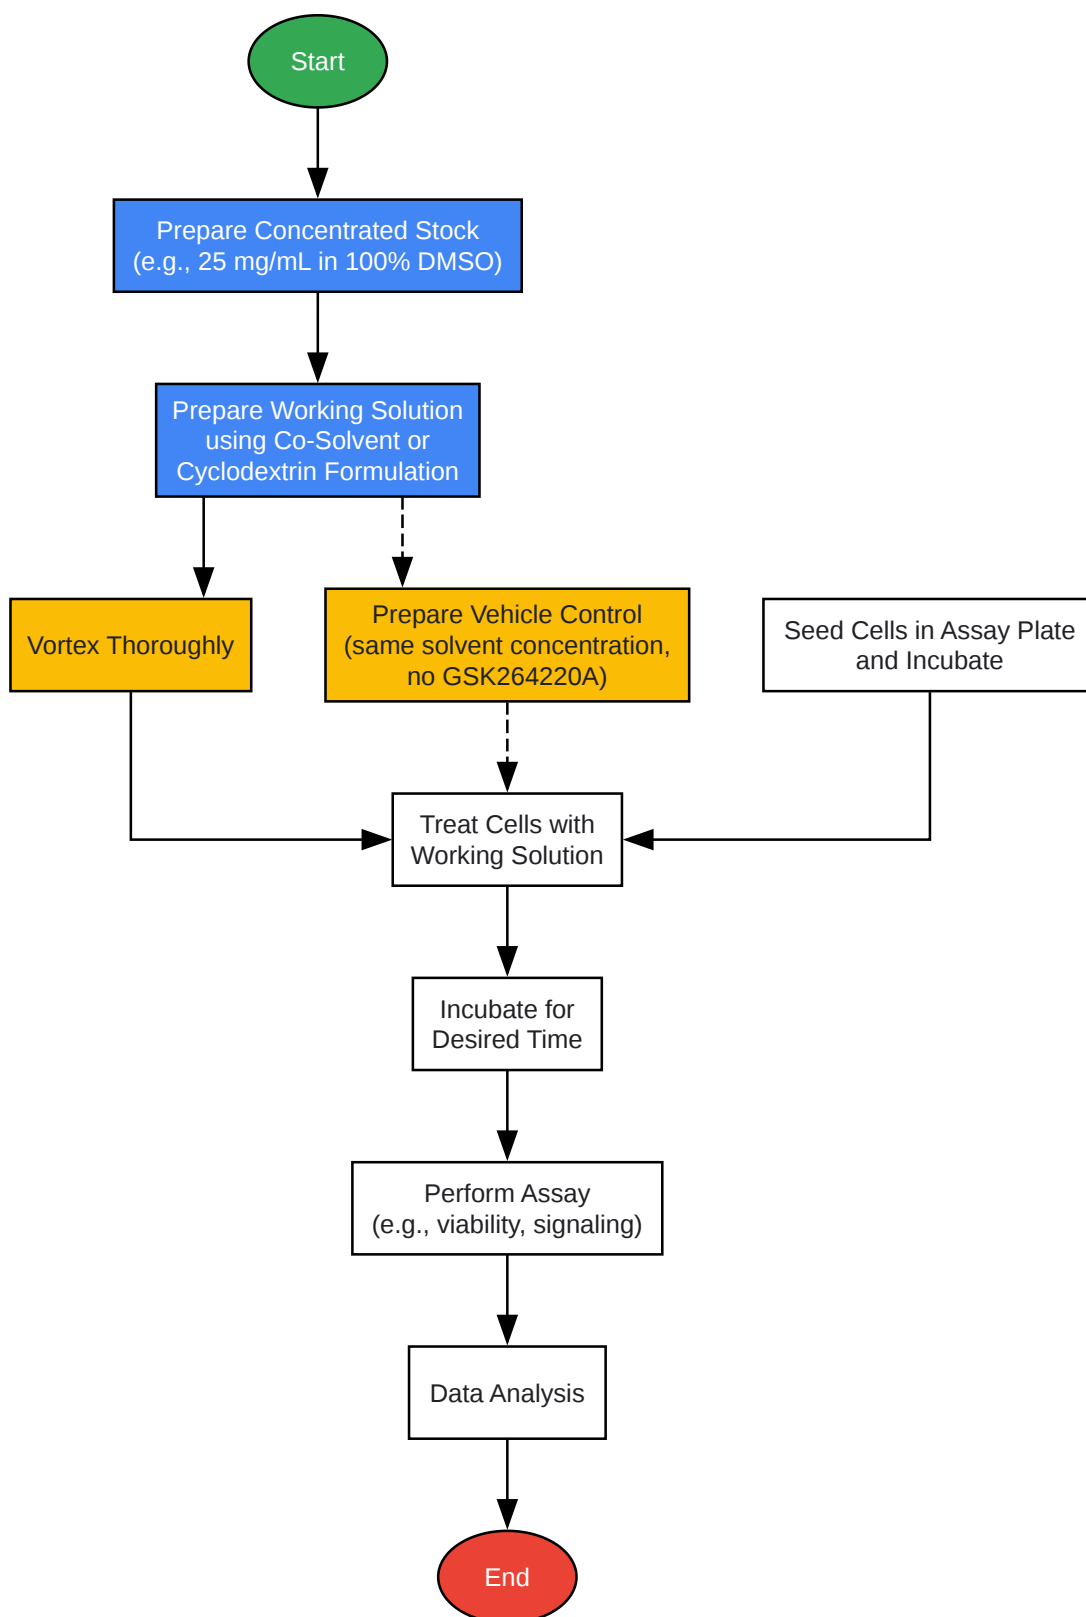 Start
Prepare Concentrated Stock
(e.g., 25 mg/mL in 100% DMSO)
Prepare Working Solution
using Co-Solvent or
Cyclodextrin Formulation
Vortex Thoroughly
Prepare Vehicle Control
(same solvent concentration,
no GSK264220A)
Seed Cells in Assay Plate
and Incubate
Treat Cells with
Working Solution
Incubate for
Desired Time
Perform Assay
(e.g., viability, signaling)
Data Analysis
End